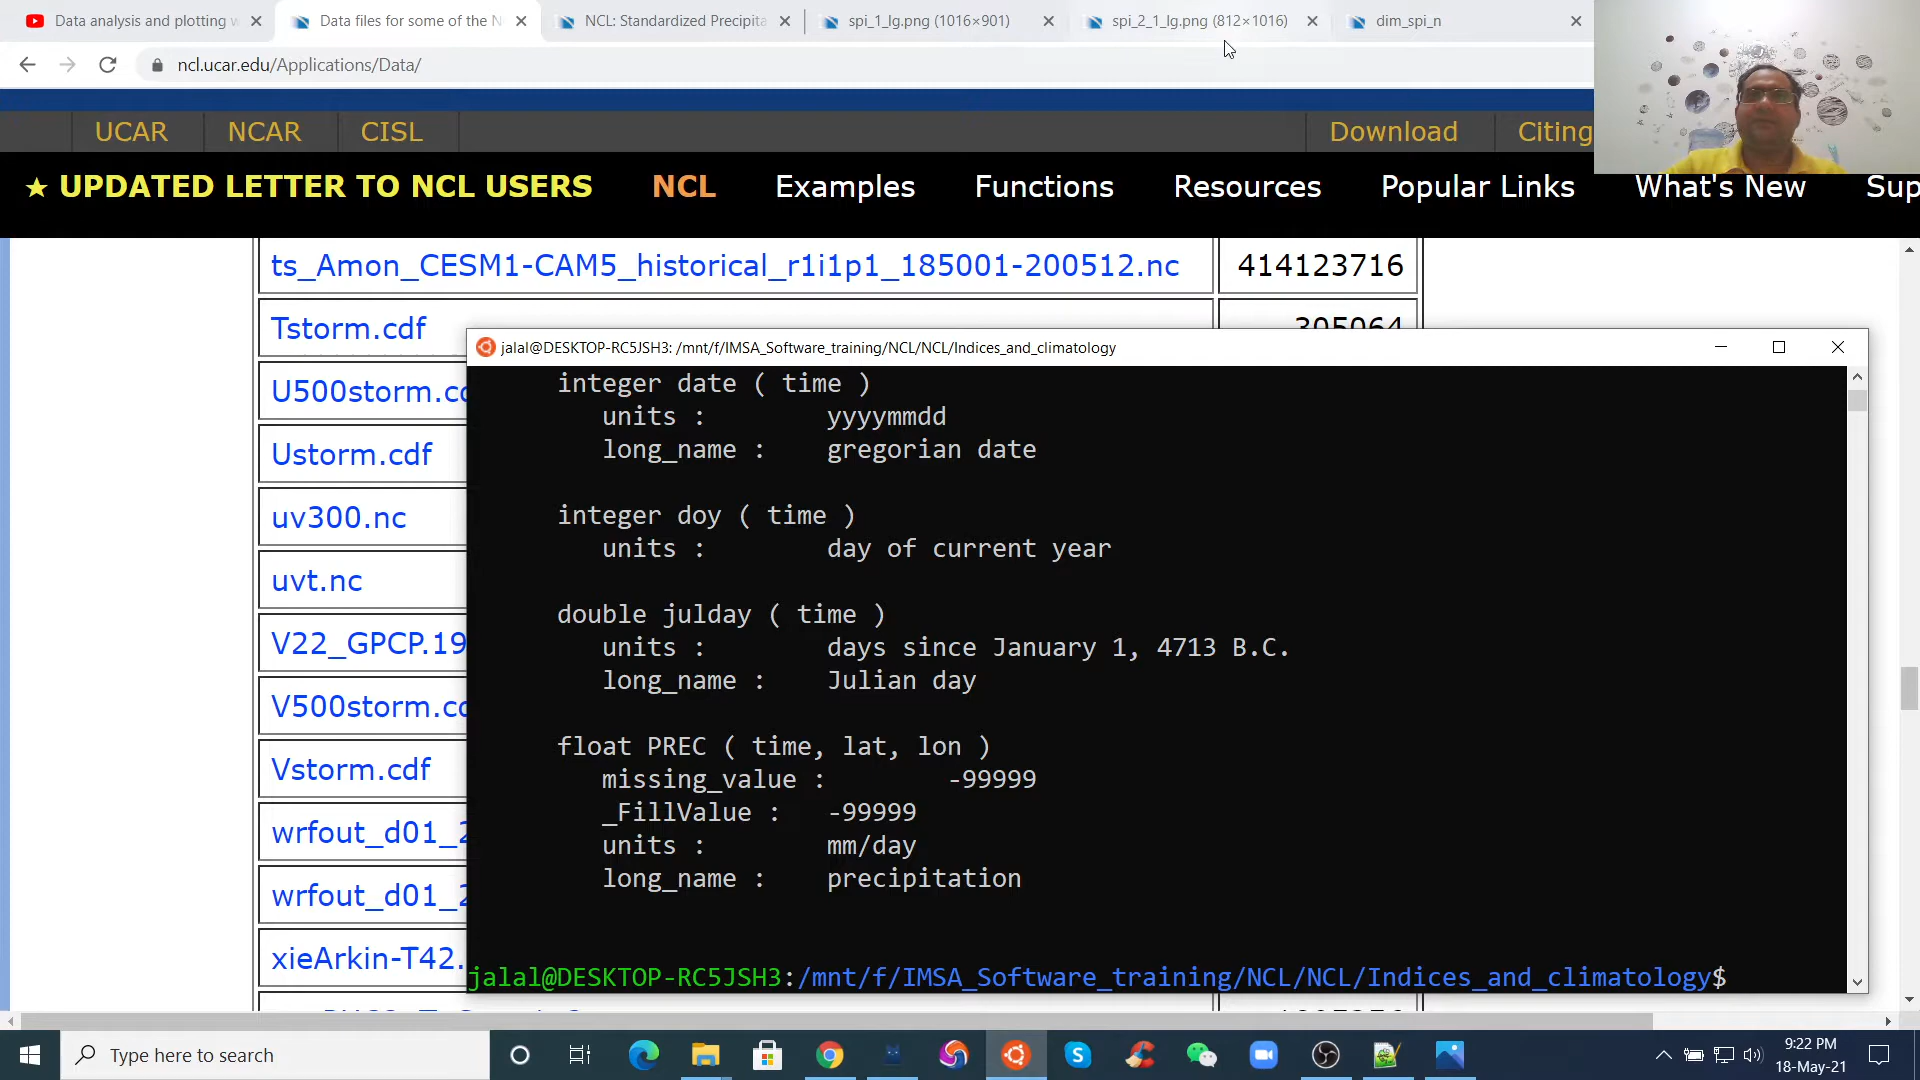 Data analysis and plotting w
Data files for some of the N
NCL: Standardized Precipita
spi_1_lg.png (1016×901)
spi_2_1_lg.png (812×1016)
dim_spi_n
ncl.ucar.edu/Applications/Data/
UCAR NCAR CISL Download Citing
★ UPDATED LETTER TO NCL USERS NCL Examples Functions Resources Popular Links What's New Sup
ts_Amon_CESM1-CAM5_historical_r1i1p1_185001-200512.nc 414123716
Tstorm.cdf 305064
U500storm.cd
Ustorm.cdf
uv300.nc
uvt.nc
V22_GPCP.19
V500storm.cd
Vstorm.cdf
wrfout_d01_2
wrfout_d01_2
xieArkin-T42.
jalal@DESKTOP-RC5JSH3: /mnt/f/IMSA_Software_training/NCL/NCL/Indices_and_climatology
integer date ( time )
units : yyyymmdd
long_name : gregorian date
integer doy ( time )
units : day of current year
double julday ( time )
units : days since January 1, 4713 B.C.
long_name : Julian day
float PREC ( time, lat, lon )
missing_value : -99999
_FillValue : -99999
units : mm/day
long_name : precipitation
jalal@DESKTOP-RC5JSH3:/mnt/f/IMSA_Software_training/NCL/NCL/Indices_and_climatology$
Type here to search
9:22 PM
18-May-21